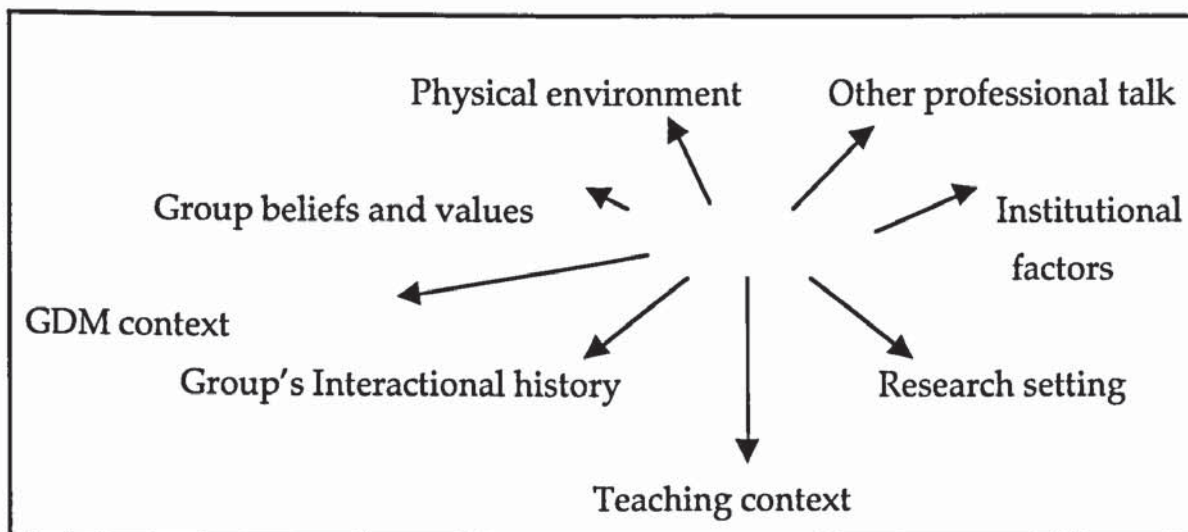 Physical environment
Other professional talk
Group beliefs and values
Institutional
factors
GDM context
Group's Interactional history
Research setting
Teaching context